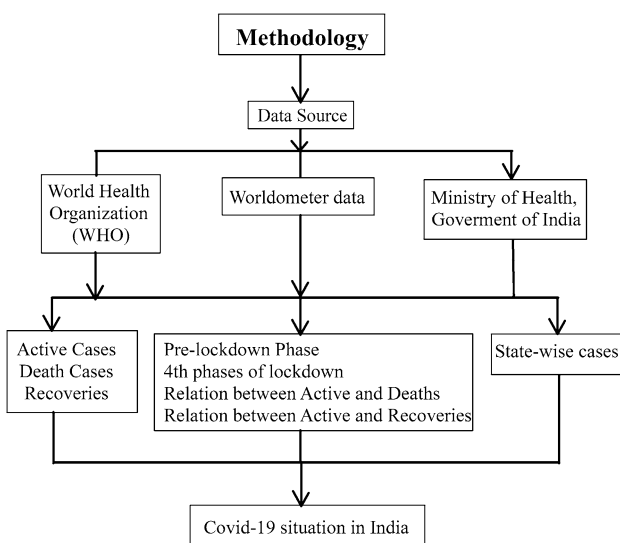 Methodology
Data Source
World Health
Organization
(WHO)
Worldometer data
Ministry of Health,
Goverment of India
Active Cases
Death Cases
Recoveries
Pre-lockdown Phase
4th phases of lockdown
Relation between Active and Deaths
Relation between Active and Recoveries
State-wise cases
Covid-19 situation in India